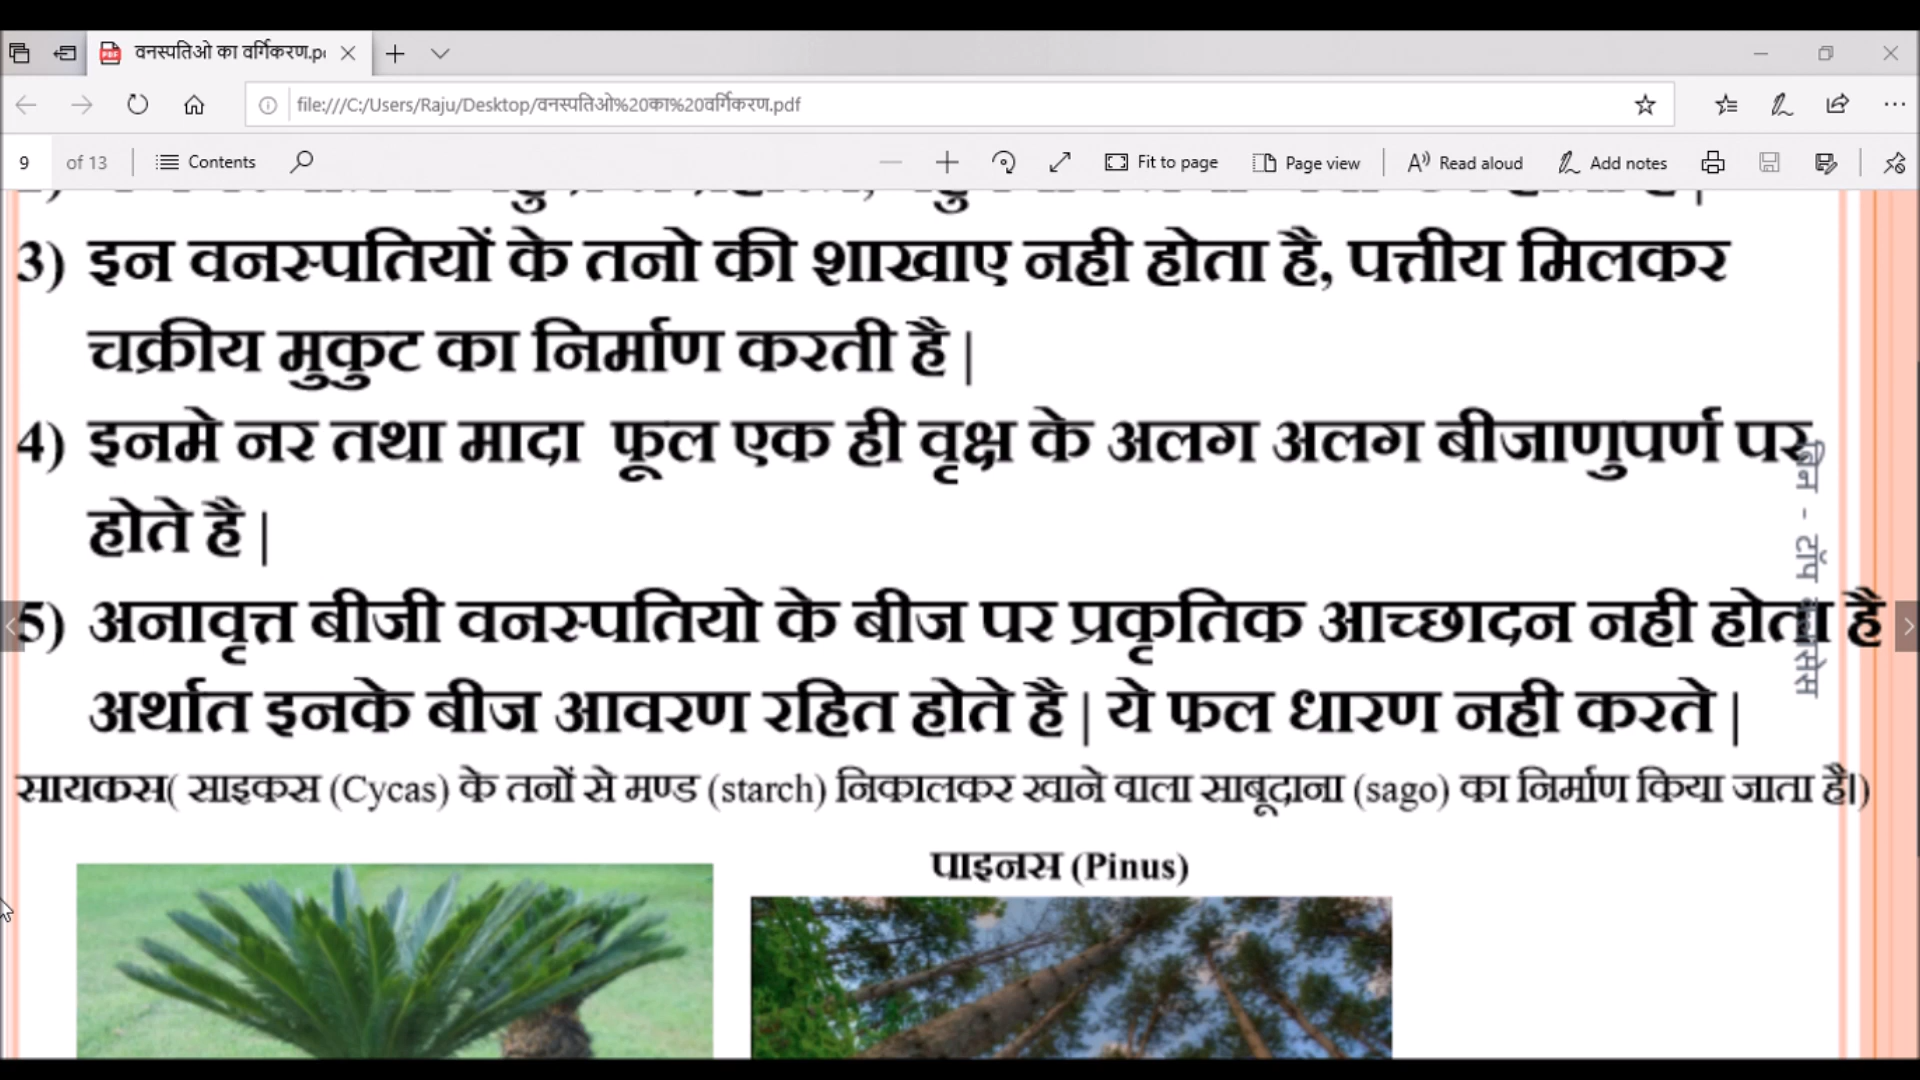 वनस्पतिओ का वर्गिकरण.p
file:///C:/Users/Raju/Desktop/वनस्पतिओ%20का%20वर्गिकरण.pdf
9 of 13 Contents Fit to page Page view Read aloud Add notes
3) इन वनस्पतियों के तनो की शाखाए नही होता है, पत्तीय मिलकर
चक्रीय मुकुट का निर्माण करती है |
4) इनमे नर तथा मादा फूल एक ही वृक्ष के अलग अलग बीजाणुपर्ण पर
होते है |
5) अनावृत्त बीजी वनस्पतियो के बीज पर प्रकृतिक आच्छादन नही होता है
अर्थात इनके बीज आवरण रहित होते है | ये फल धारण नही करते |
सायकस( साइकस (Cycas) के तनों से मण्ड (starch) निकालकर खाने वाला साबूदाना (sago) का निर्माण किया जाता है।)
पाइनस (Pinus)
- टॉप